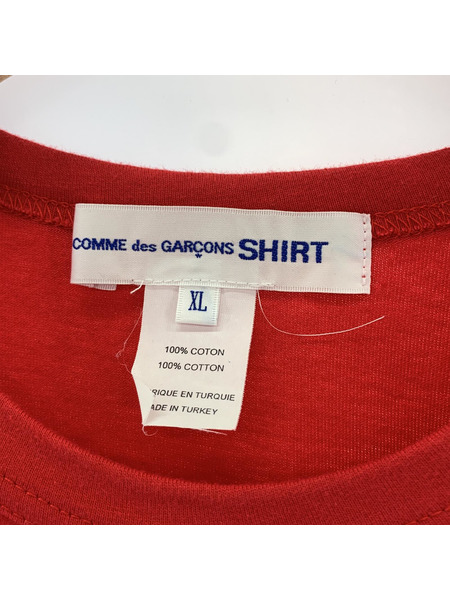 COMME des GARÇONS SHIRT
XL
100% COTON
100% COTTON
RIQUE EN TURQUIE
ADE IN TURKEY